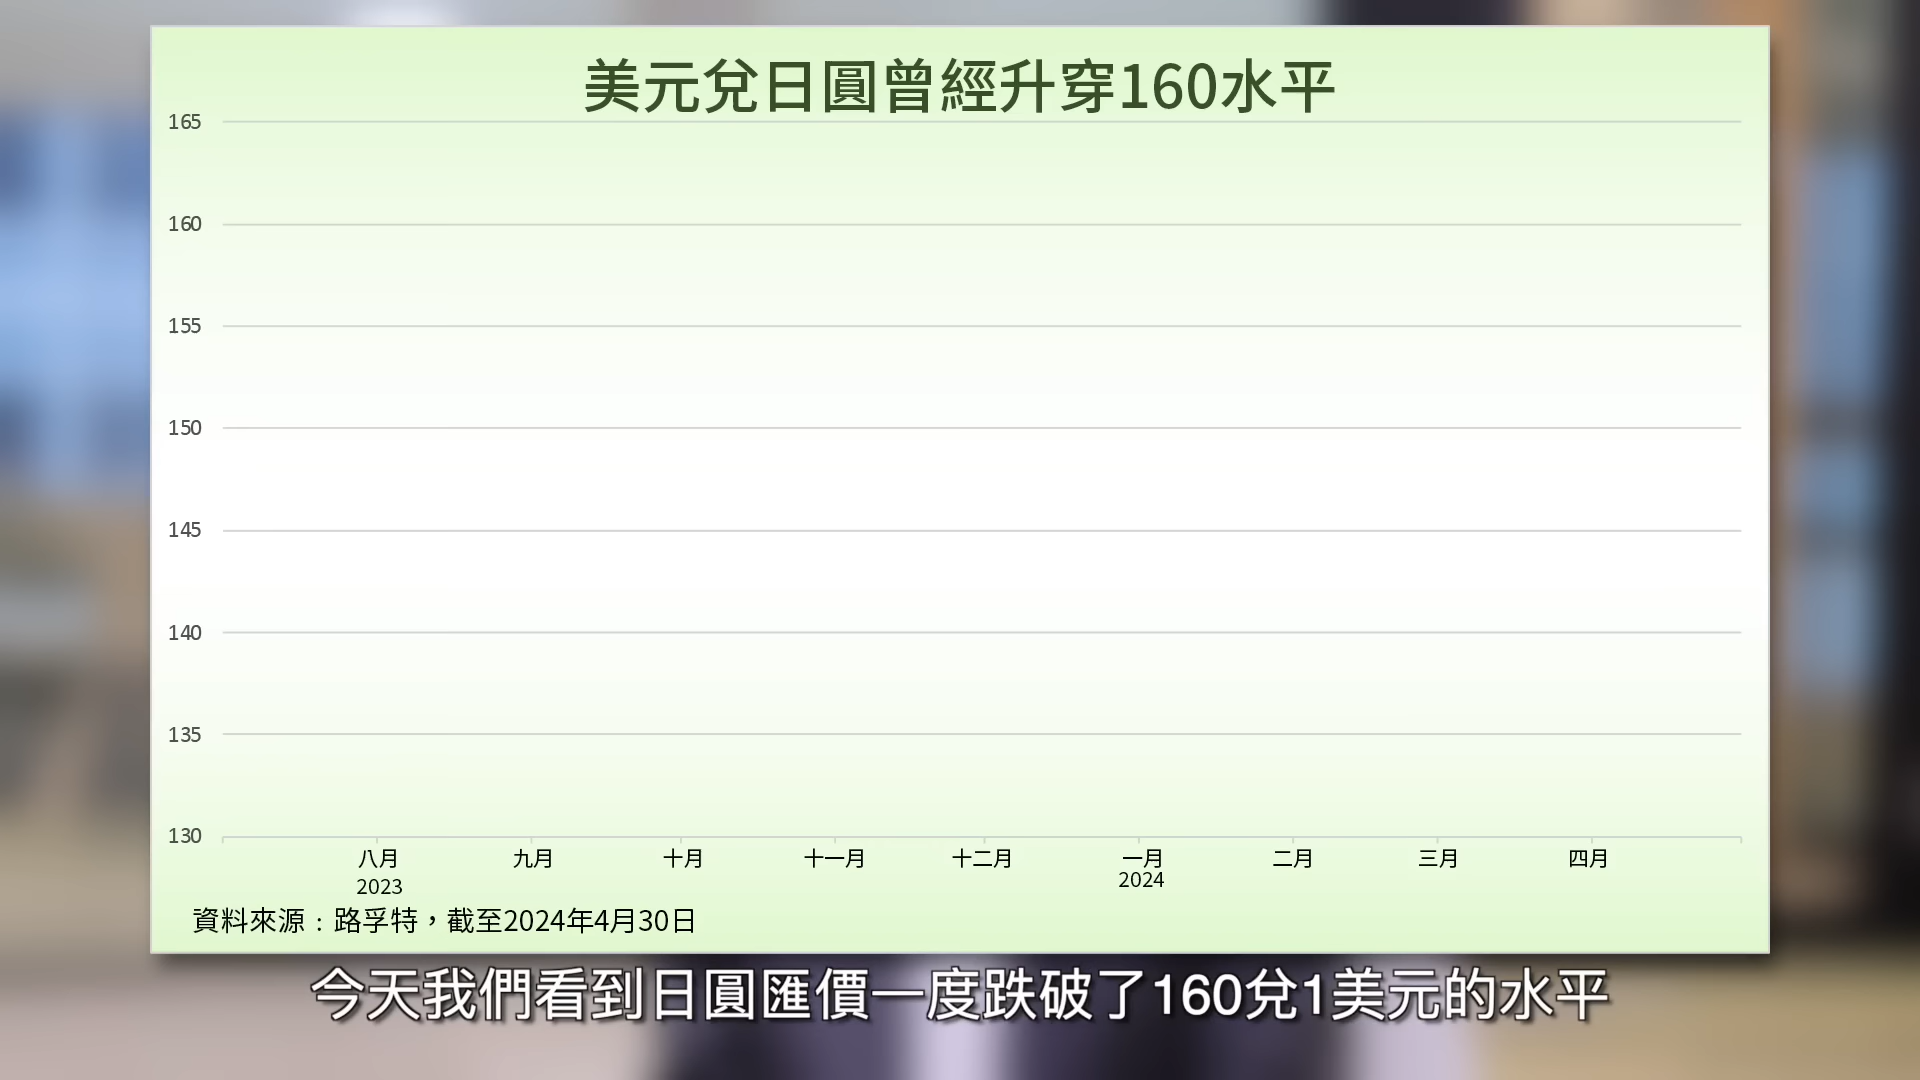 美元兌日圓曾經升穿160水平
165
160
155
150
145
140
135
130
八月 九月 十月 十一月 十二月 一月 二月 三月 四月
2023 2024
資料來源：路孚特，截至2024年4月30日
今天我們看到日圓匯價一度跌破了160兌1美元的水平